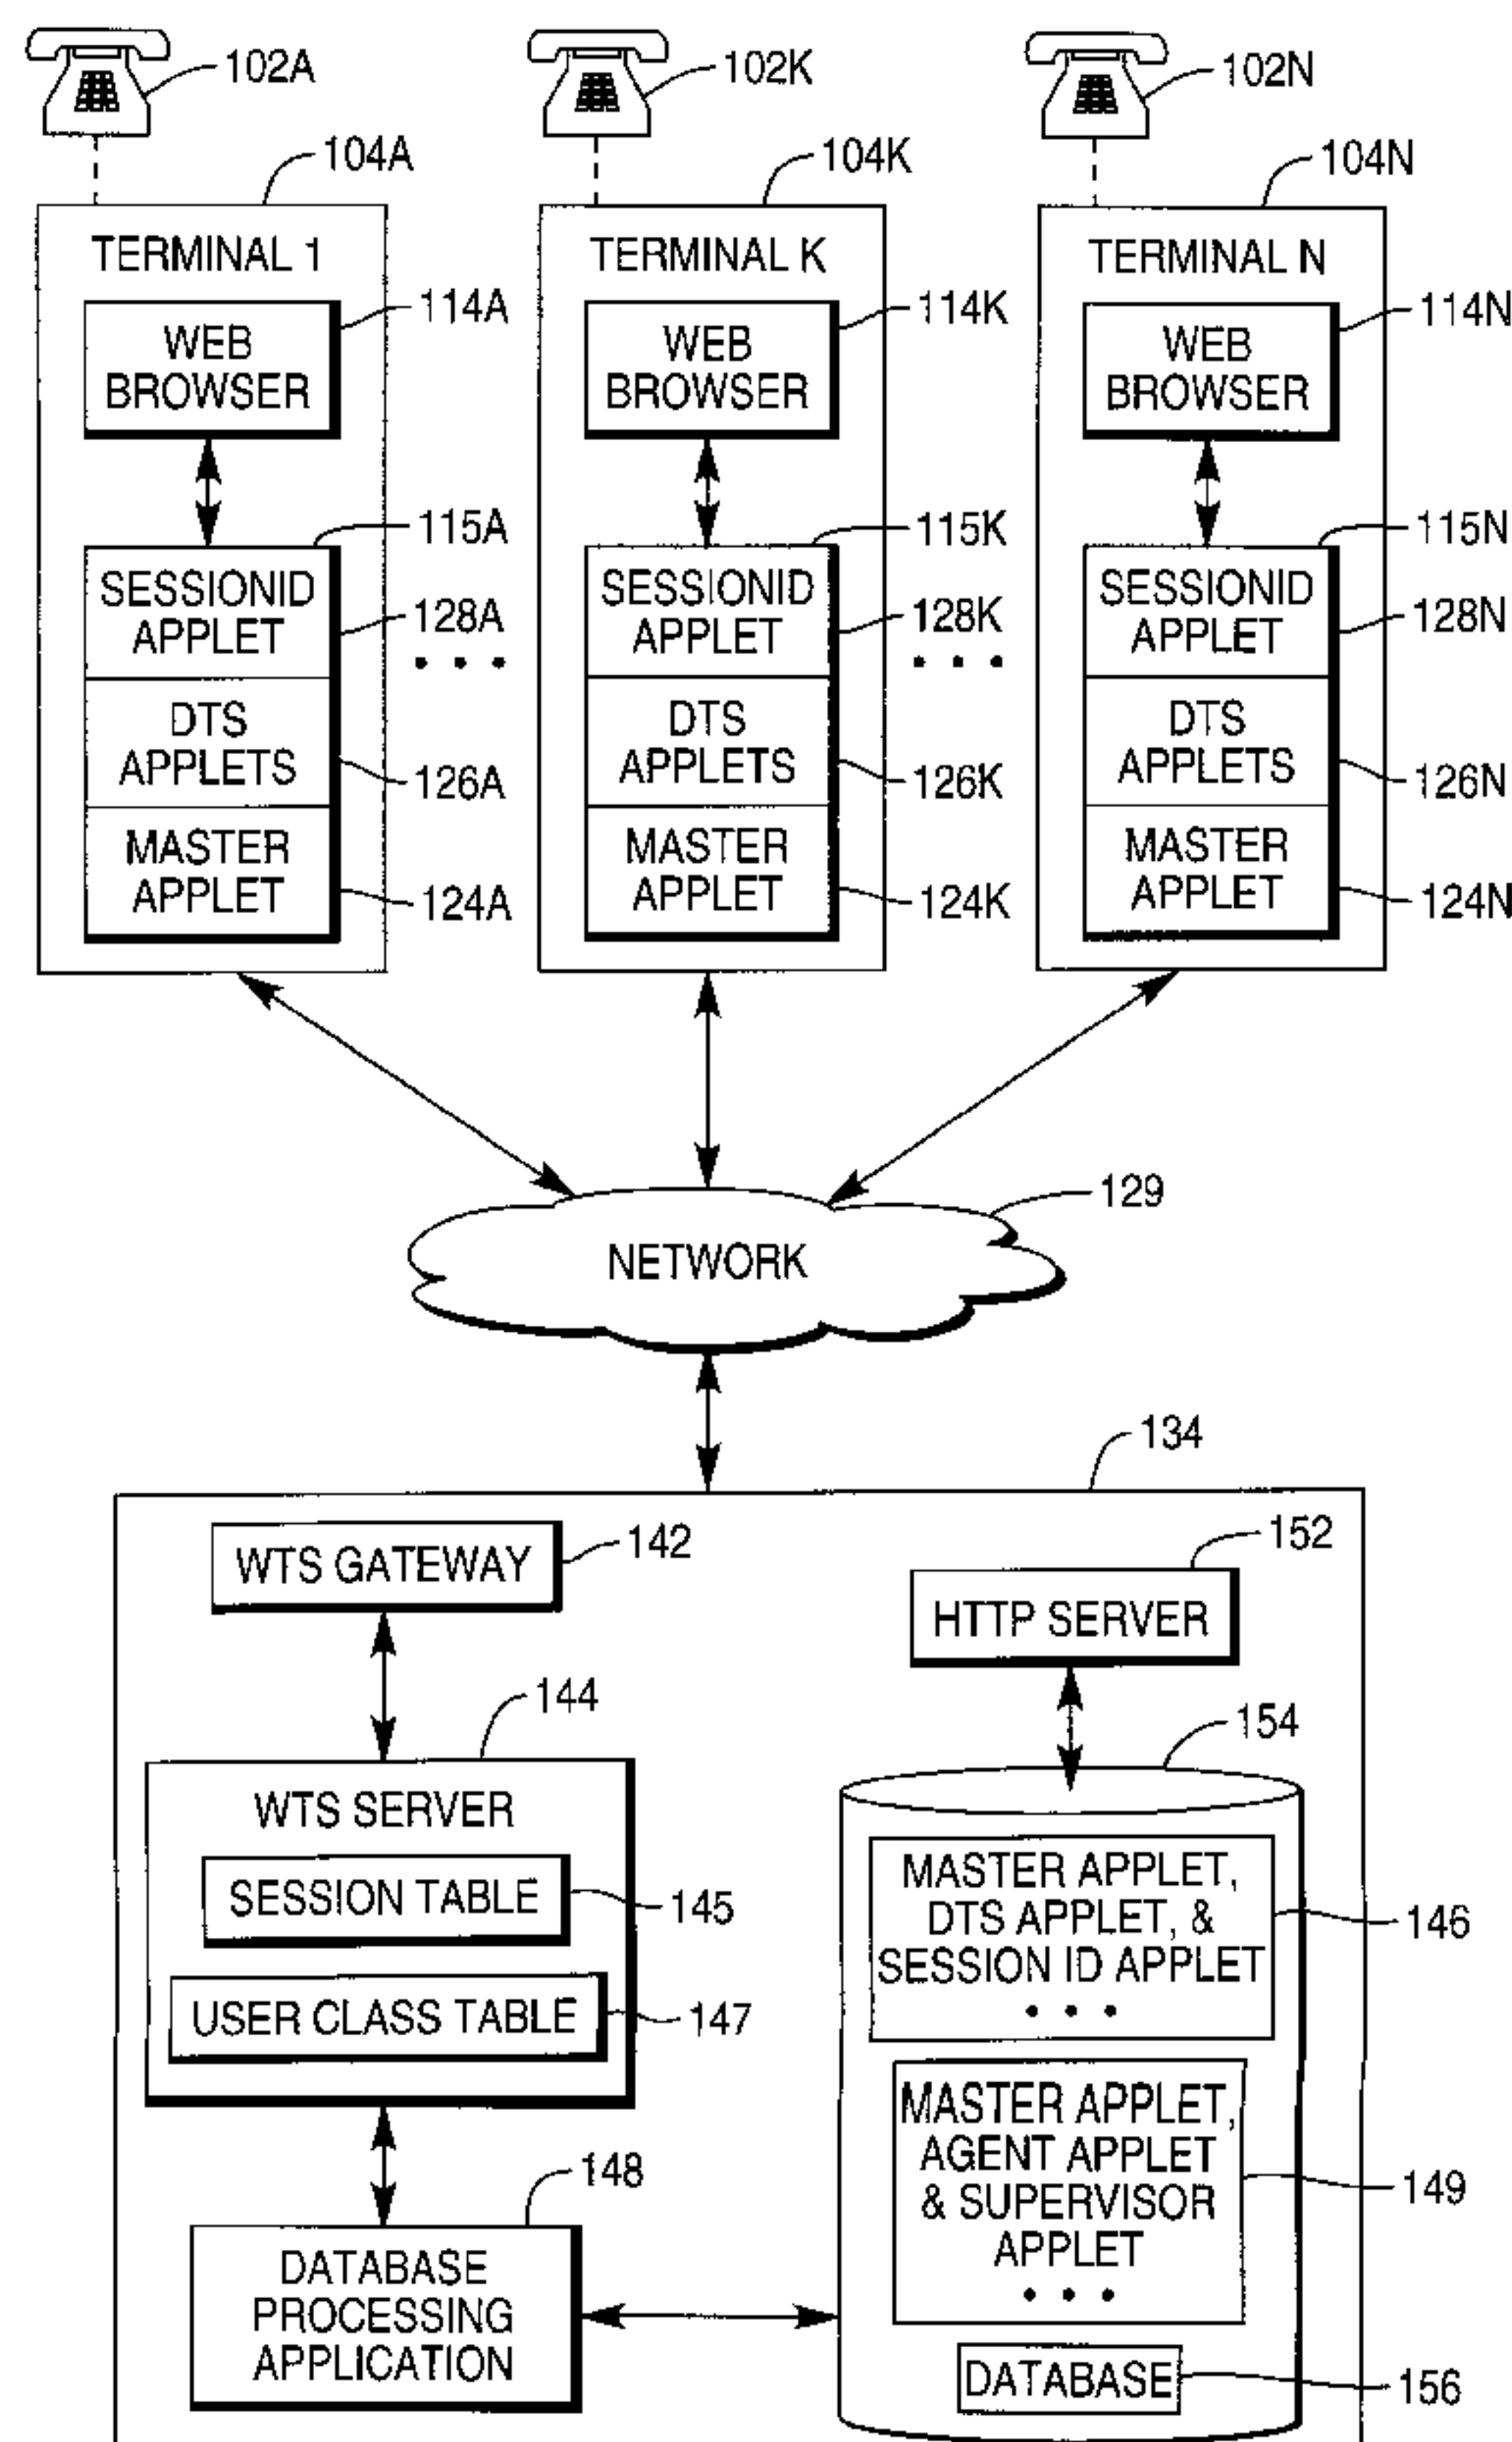 102A 102K 102N
104A 104K 104N
TERMINAL 1 TERMINAL K TERMINAL N
114A 114K 114N
WEB BROWSER
WEB BROWSER
WEB BROWSER
115A 115K 115N
SESSIONID APPLET
SESSIONID APPLET
SESSIONID APPLET
128A 128K 128N
• • • • • •
DTS APPLETS
DTS APPLETS
DTS APPLETS
126A 126K 126N
MASTER APPLET
MASTER APPLET
MASTER APPLET
124A 124K 124N
129
NETWORK
134
WTS GATEWAY
142
152
HTTP SERVER
144
WTS SERVER
SESSION TABLE
145
USER CLASS TABLE
147
148
DATABASE
PROCESSING
APPLICATION
154
MASTER APPLET,
DTS APPLET, &
SESSION ID APPLET
• • •
146
MASTER APPLET,
AGENT APPLET
& SUPERVISOR
APPLET
• • •
149
DATABASE
156